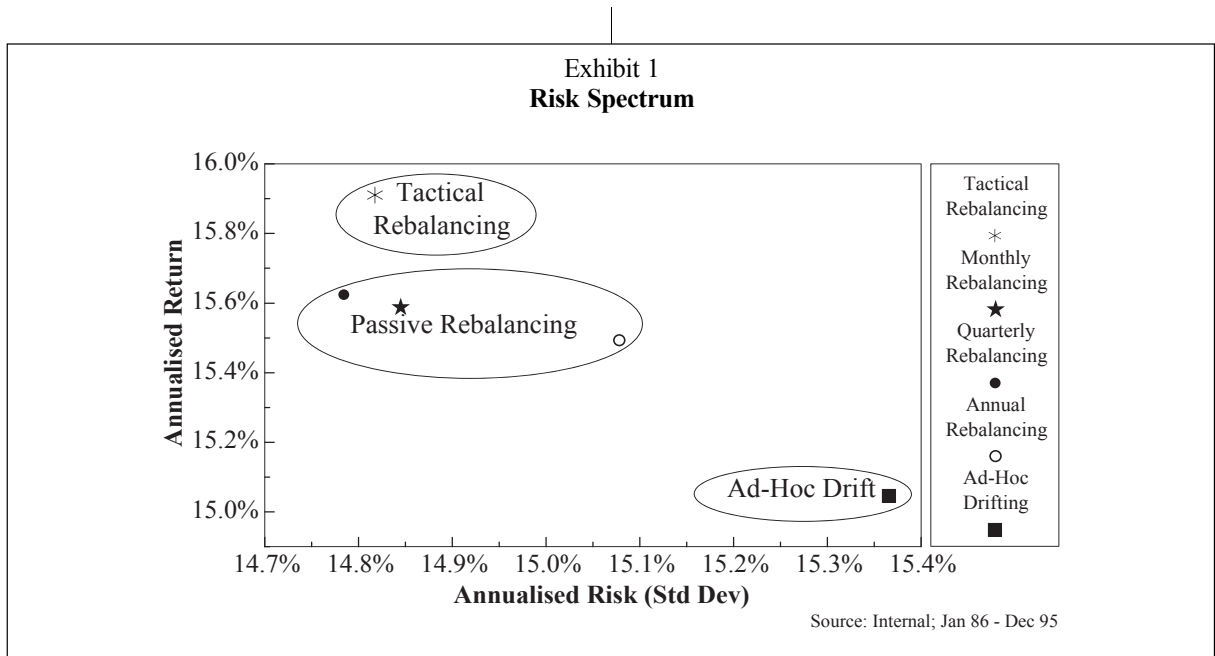 Exhibit 1
Risk Spectrum
16.0%
15.8%
15.6%
15.4%
15.2%
15.0%
Annualised Return
Tactical
Rebalancing
Passive Rebalancing
Ad-Hoc Drift
14.7%
14.8%
14.9%
15.0%
15.1%
15.2%
15.3%
15.4%
Annualised Risk (Std Dev)
Tactical
Rebalancing
Monthly
Rebalancing
Quarterly
Rebalancing
Annual
Rebalancing
Ad-Hoc
Drifting
Source: Internal; Jan 86 - Dec 95